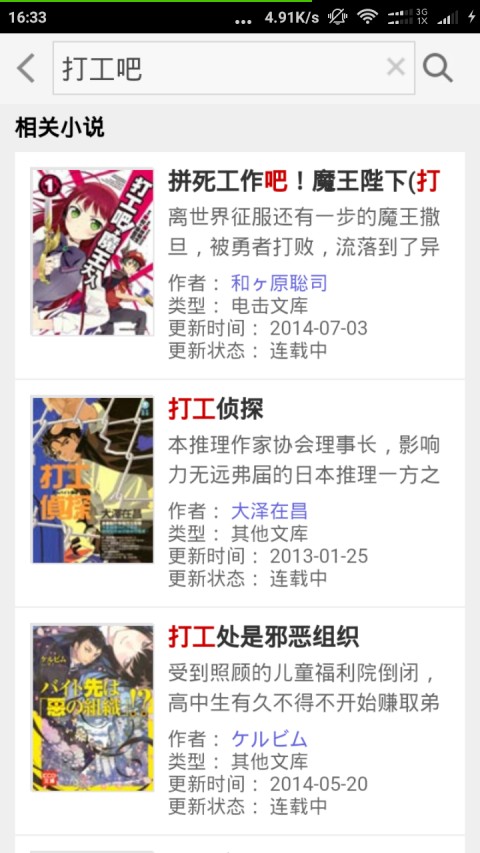 16:33
... 4.91K/s 3G 1X
打工吧
相关小说
拼死工作吧！魔王陛下(打
离世界征服还有一步的魔王撒
旦，被勇者打败，流落到了异
作者： 和ヶ原聡司
类型： 电击文库
更新时间： 2014-07-03
更新状态： 连载中
1
打工吧
魔王大人
打工侦探
本推理作家协会理事长，影响
力无远弗届的日本推理一方之
作者： 大泽在昌
类型： 其他文库
更新时间： 2013-01-25
更新状态： 连载中
打工
偵探
大泽在昌
打工处是邪恶组织
受到照顾的儿童福利院倒闭，
高中生有久不得不开始赚取弟
作者： ケルビム
类型： 其他文库
更新时间： 2014-05-20
更新状态： 连载中
ケルビム
バイト先は
「悪の組織」!?